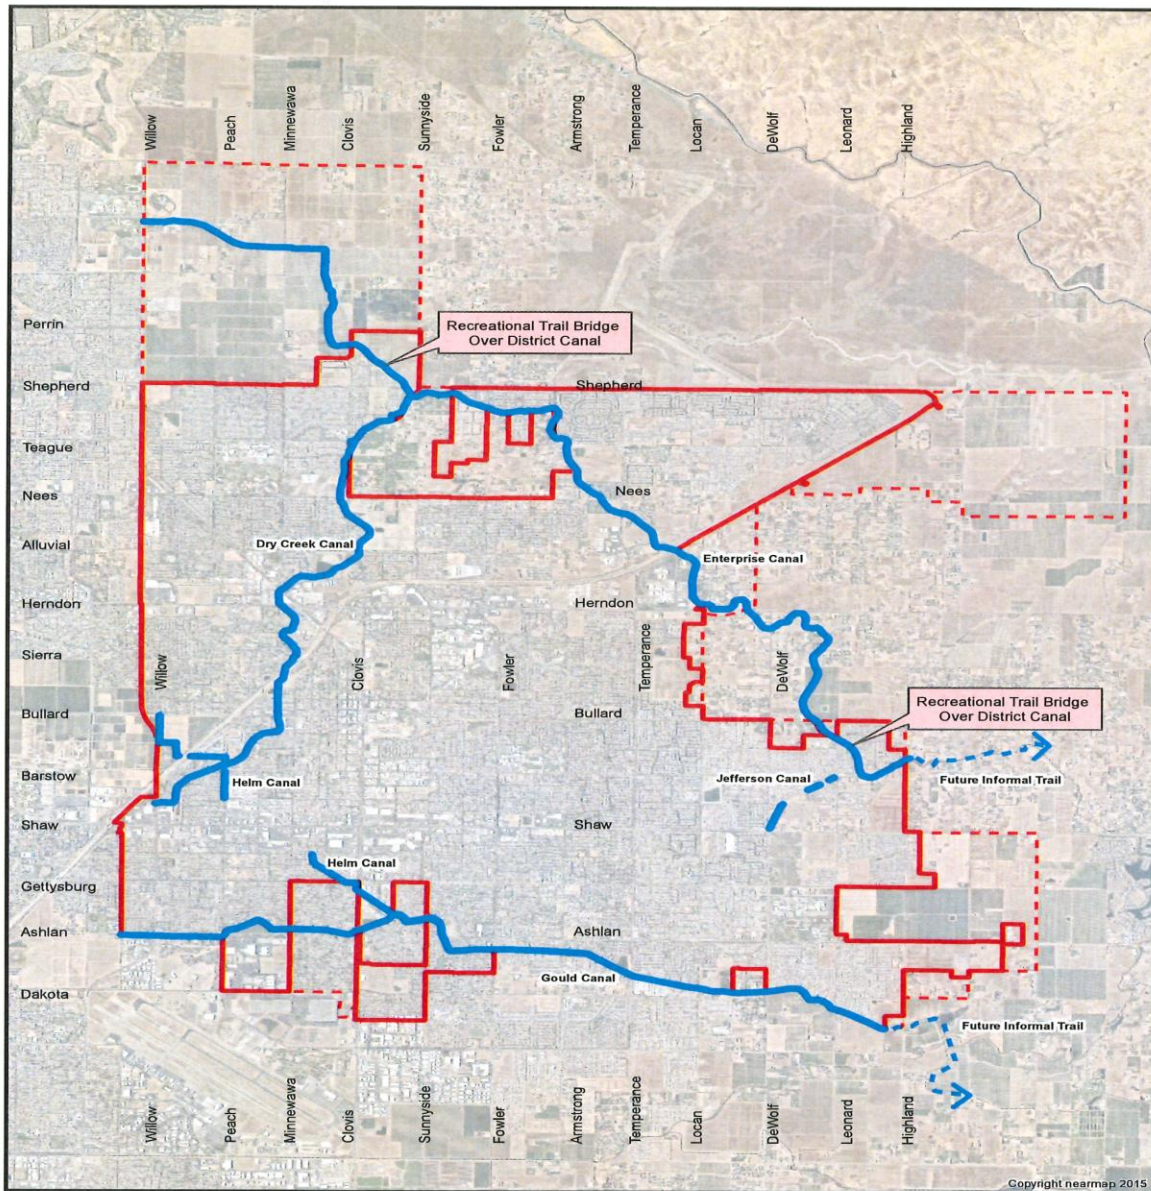 Willow
Peach
Minnewawa
Clovis
Sunnyside
Fowler
Armstrong
Temperance
Locan
DeWolf
Leonard
Highland
Perrin
Recreational Trail Bridge
Over District Canal
Shepherd
Shepherd
Teague
Nees
Nees
Alluvial
Dry Creek Canal
Enterprise Canal
Herndon
Herndon
Sierra
Willow
Clovis
Fowler
Temperance
DeWolf
Bullard
Bullard
Recreational Trail Bridge
Over District Canal
Barstow
Helm Canal
Jefferson Canal
Future Informal Trail
Shaw
Shaw
Helm Canal
Gettysburg
Ashlan
Ashlan
Gould Canal
Dakota
Future Informal Trail
Willow
Peach
Minnewawa
Clovis
Sunnyside
Fowler
Armstrong
Temperance
Locan
DeWolf
Leonard
Highland
Copyright nearmap 2015